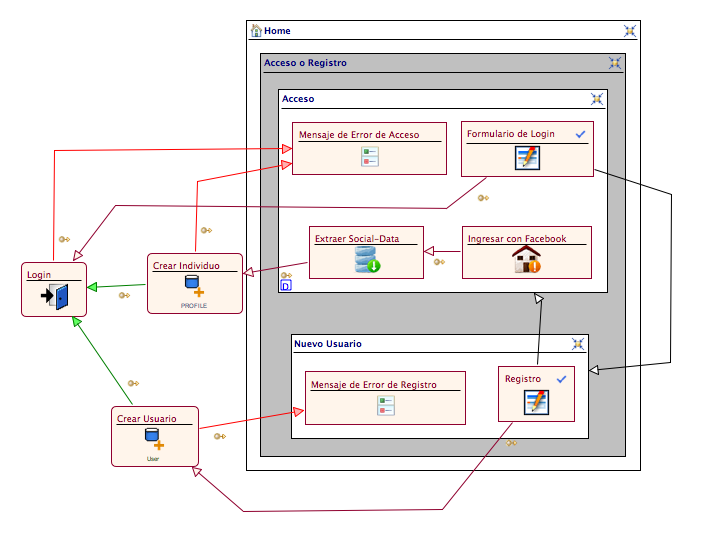 Home
Acceso o Registro
Acceso
Mensaje de Error de Acceso
Formulario de Login
Extraer Social-Data
Ingresar con Facebook
Crear Individuo
PROFILE
Login
D
Nuevo Usuario
Mensaje de Error de Registro
Registro
Crear Usuario
User